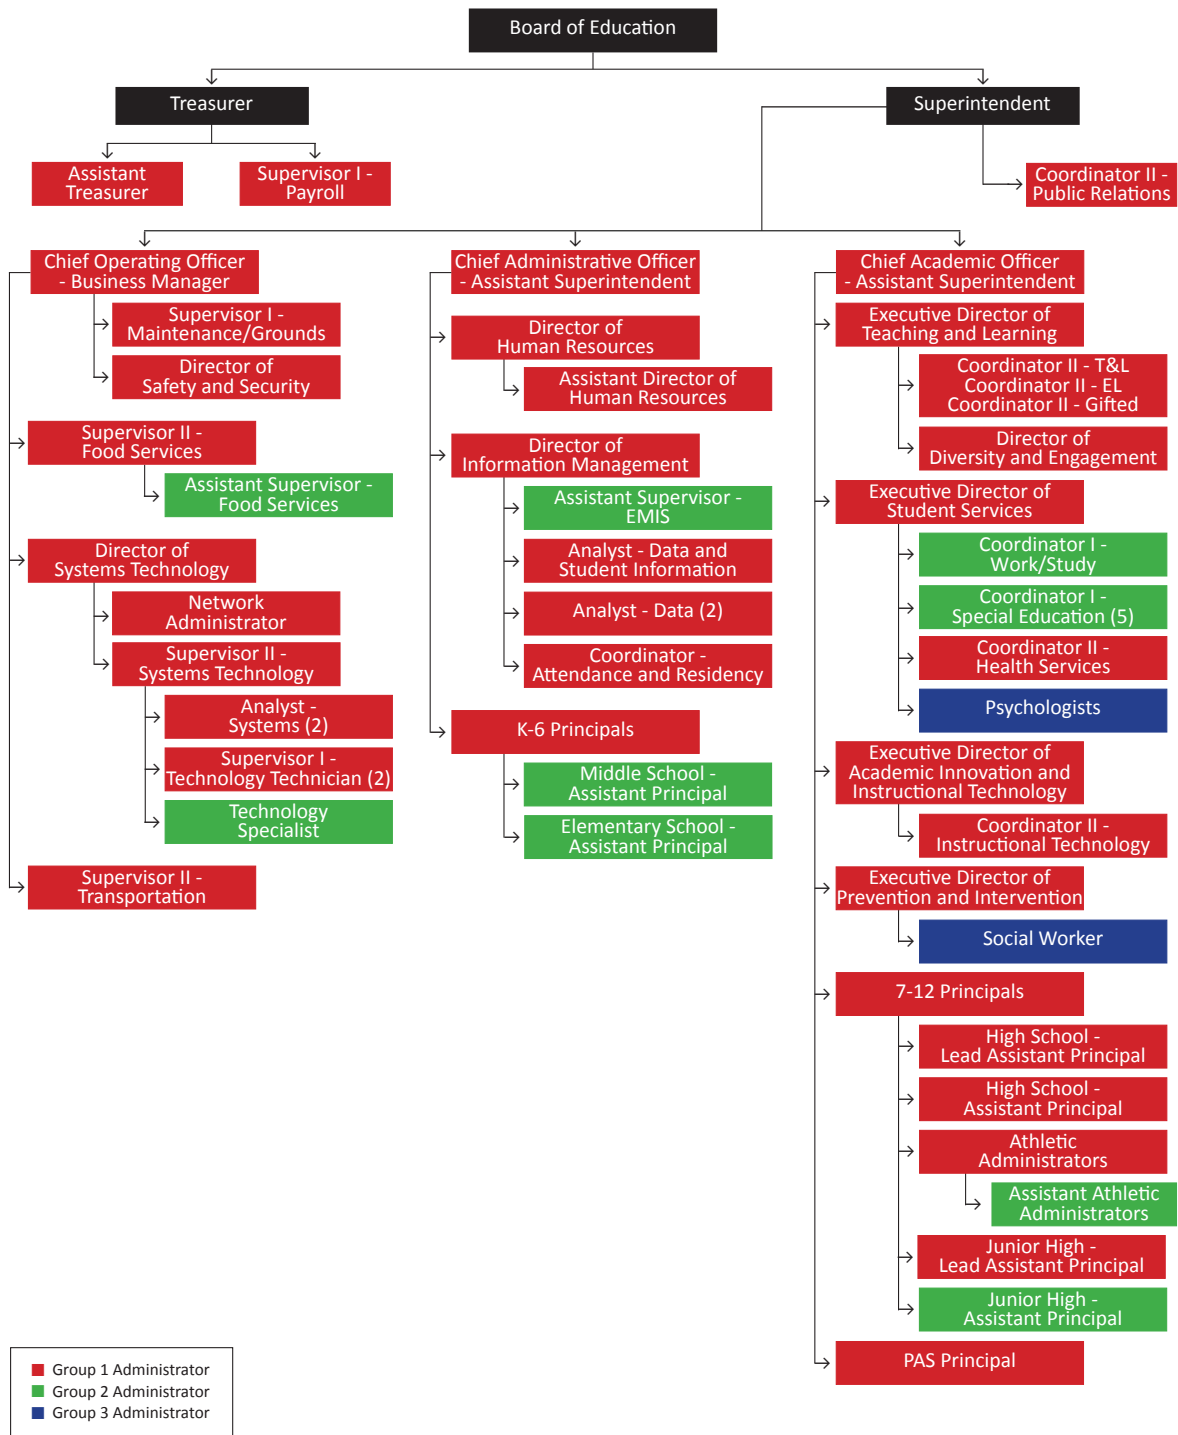 Board of Education
Treasurer
Superintendent
Assistant
Treasurer
Supervisor I -
Payroll
Coordinator II -
Public Relations
Chief Operating Officer
- Business Manager
Supervisor I -
Maintenance/Grounds
Director of
Safety and Security
Supervisor II -
Food Services
Assistant Supervisor -
Food Services
Director of
Systems Technology
Network
Administrator
Supervisor II -
Systems Technology
Analyst -
Systems (2)
Supervisor I -
Technology Technician (2)
Technology
Specialist
Supervisor II -
Transportation
Chief Administrative Officer
- Assistant Superintendent
Director of
Human Resources
Assistant Director of
Human Resources
Director of
Information Management
Assistant Supervisor -
EMIS
Analyst - Data and
Student Information
Analyst - Data (2)
Coordinator -
Attendance and Residency
K-6 Principals
Middle School -
Assistant Principal
Elementary School -
Assistant Principal
Chief Academic Officer
- Assistant Superintendent
Executive Director of
Teaching and Learning
Coordinator II - T&L
Coordinator II - EL
Coordinator II - Gifted
Director of
Diversity and Engagement
Executive Director of
Student Services
Coordinator I -
Work/Study
Coordinator I -
Special Education (5)
Coordinator II -
Health Services
Psychologists
Executive Director of
Academic Innovation and
Instructional Technology
Coordinator II -
Instructional Technology
Executive Director of
Prevention and Intervention
Social Worker
7-12 Principals
High School -
Lead Assistant Principal
High School -
Assistant Principal
Athletic
Administrators
Assistant Athletic
Administrators
Junior High -
Lead Assistant Principal
Junior High -
Assistant Principal
PAS Principal
Group 1 Administrator
Group 2 Administrator
Group 3 Administrator